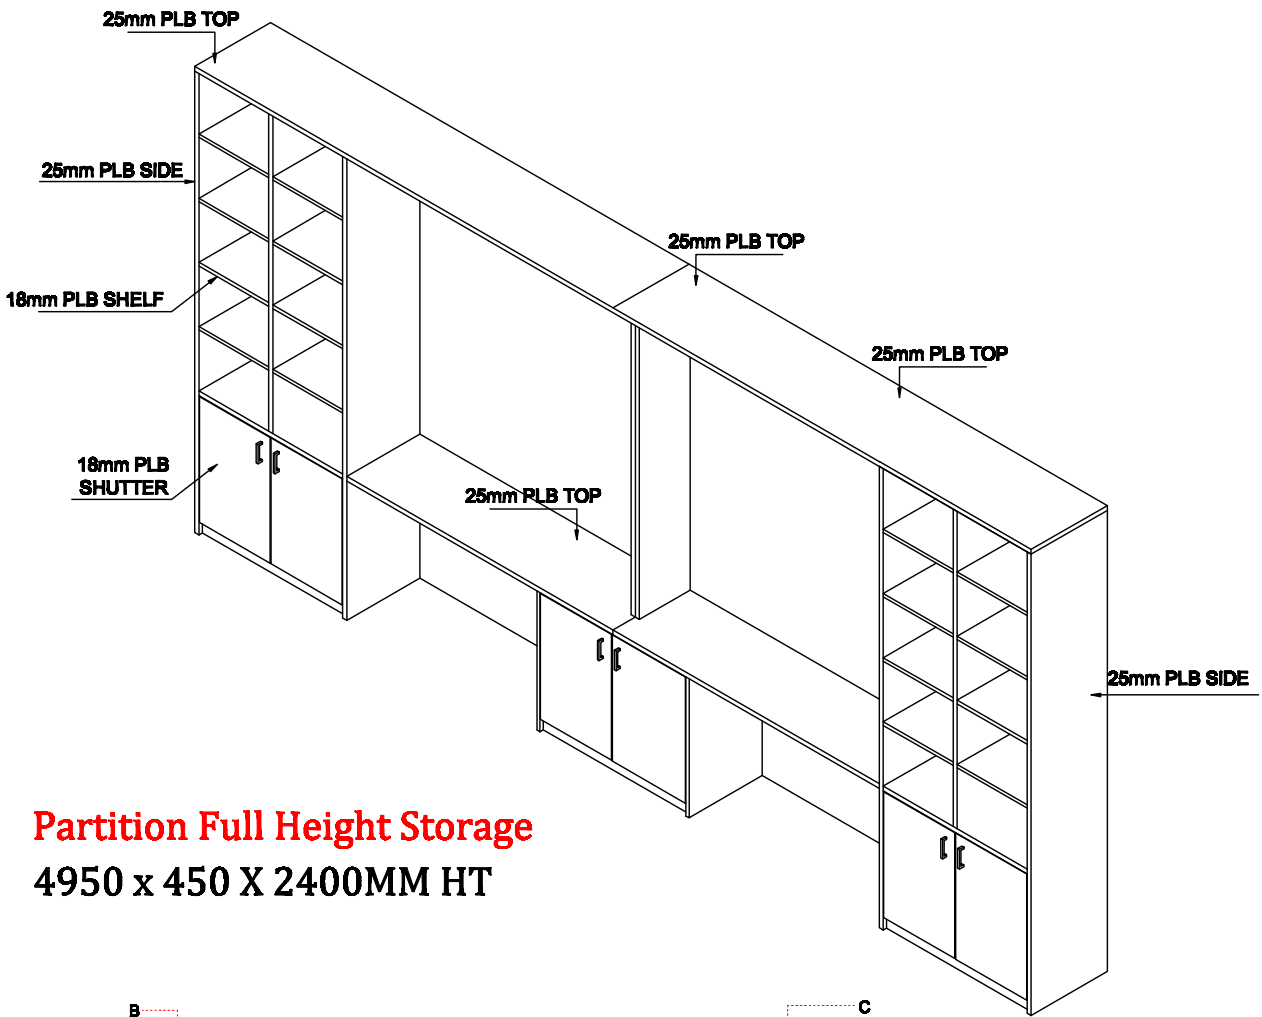 25mm PLB TOP
25mm PLB SIDE
25mm PLB TOP
18mm PLB SHELF
25mm PLB TOP
18mm PLB
SHUTTER
25mm PLB TOP
25mm PLB SIDE
Partition Full Height Storage
4950 x 450 X 2400MM HT
B
C